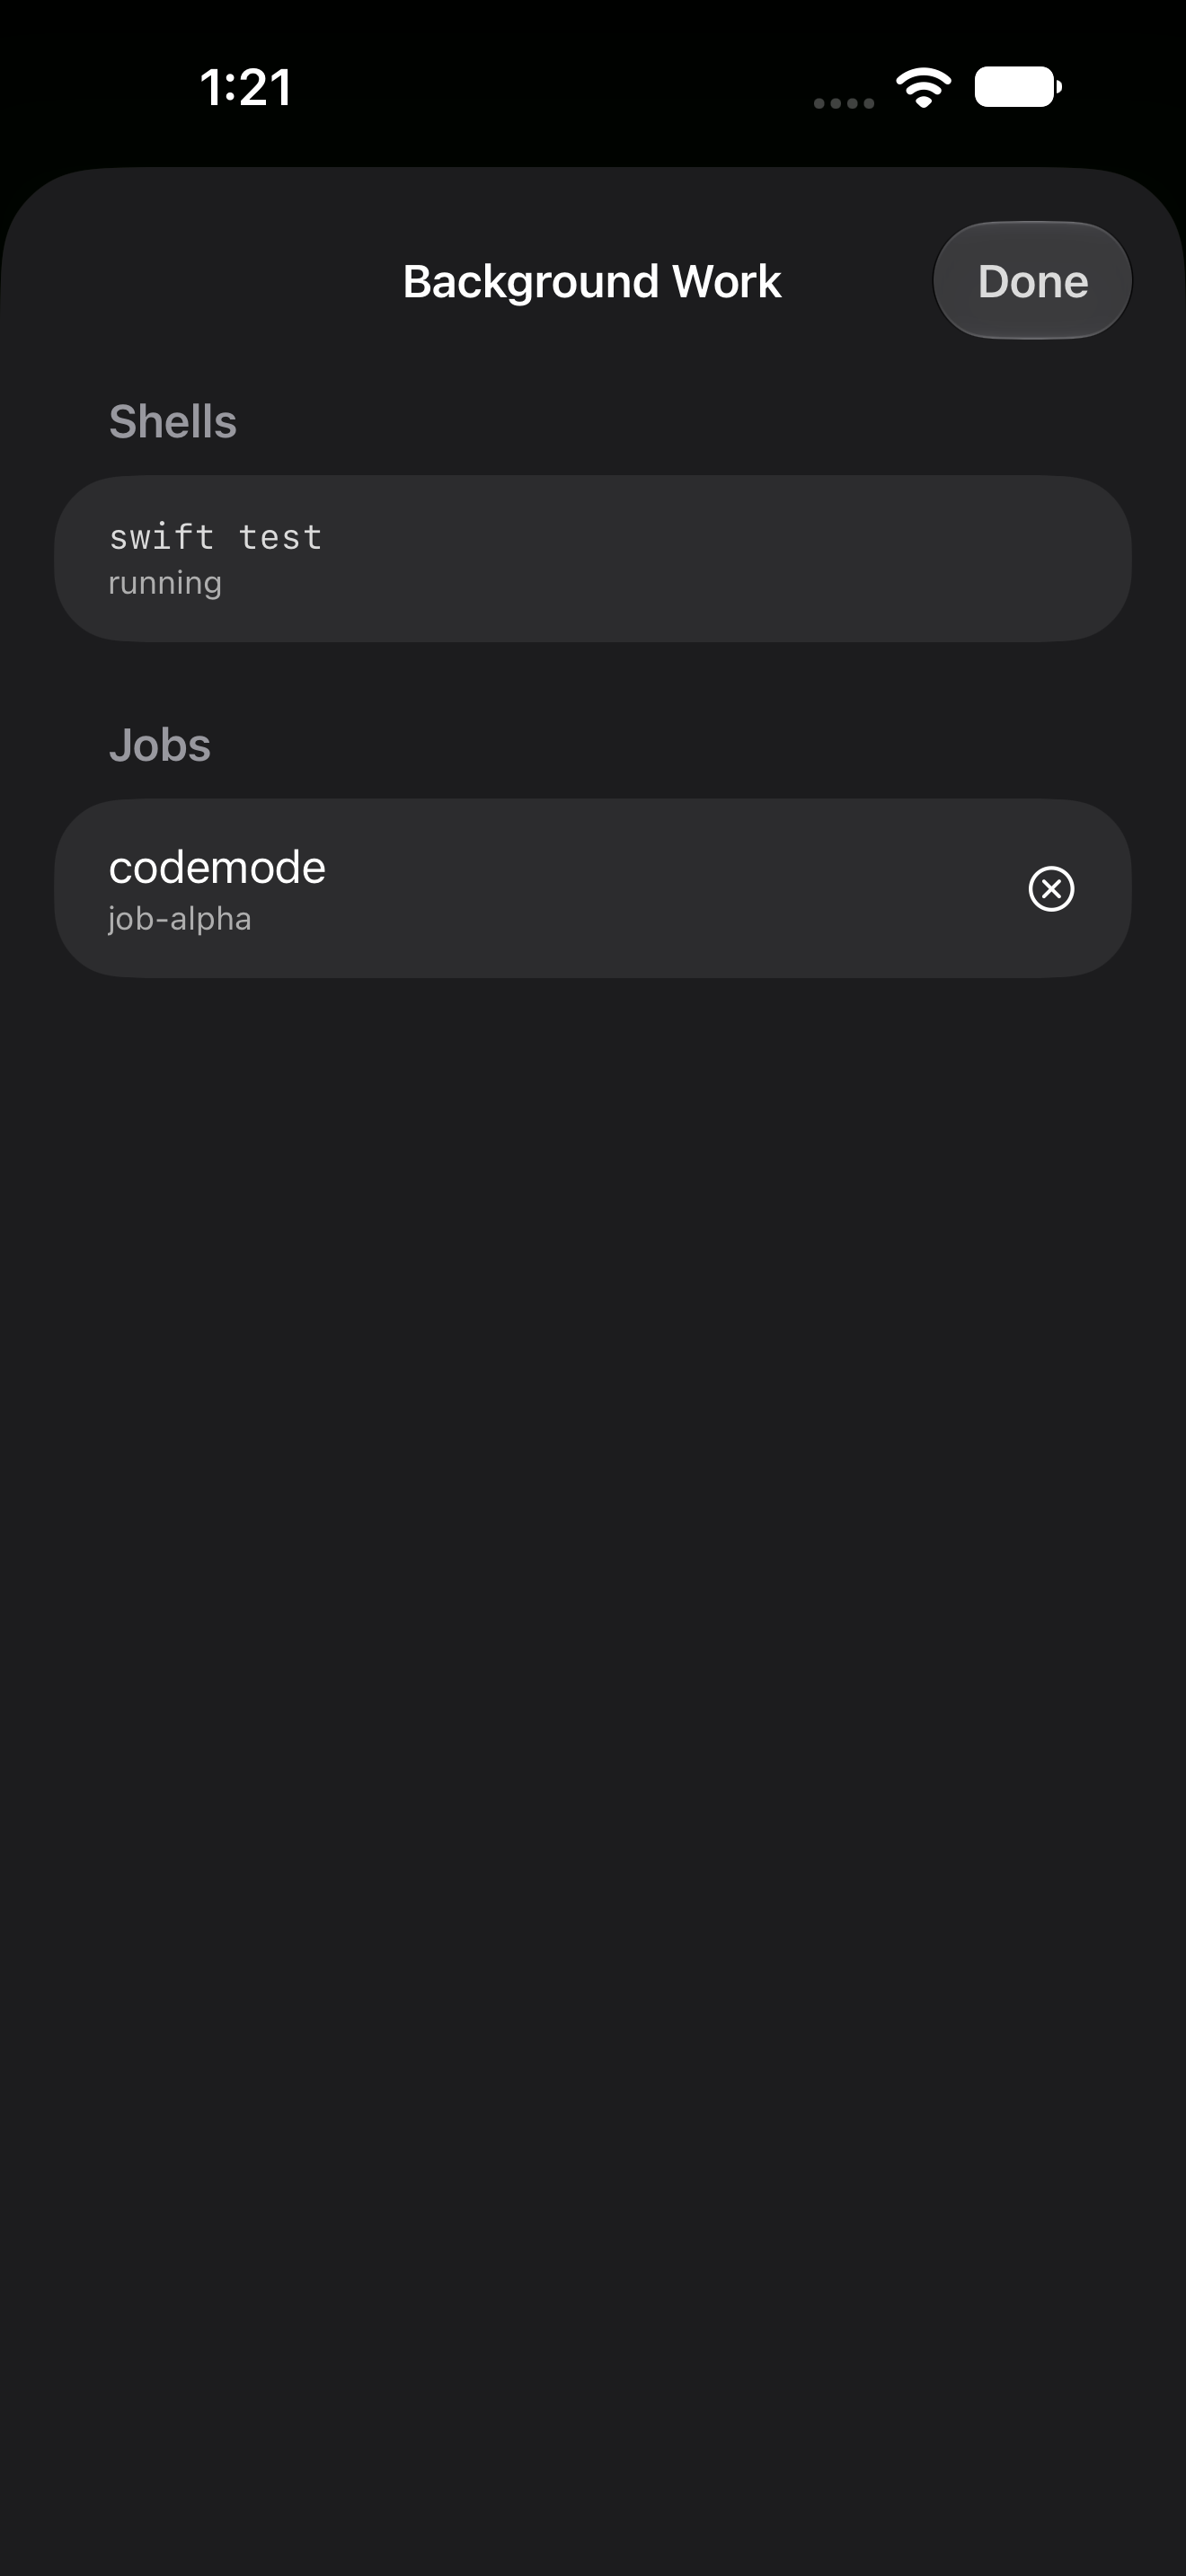 1:21
Background Work
Done
Shells
swift test
running
Jobs
codemode
job-alpha